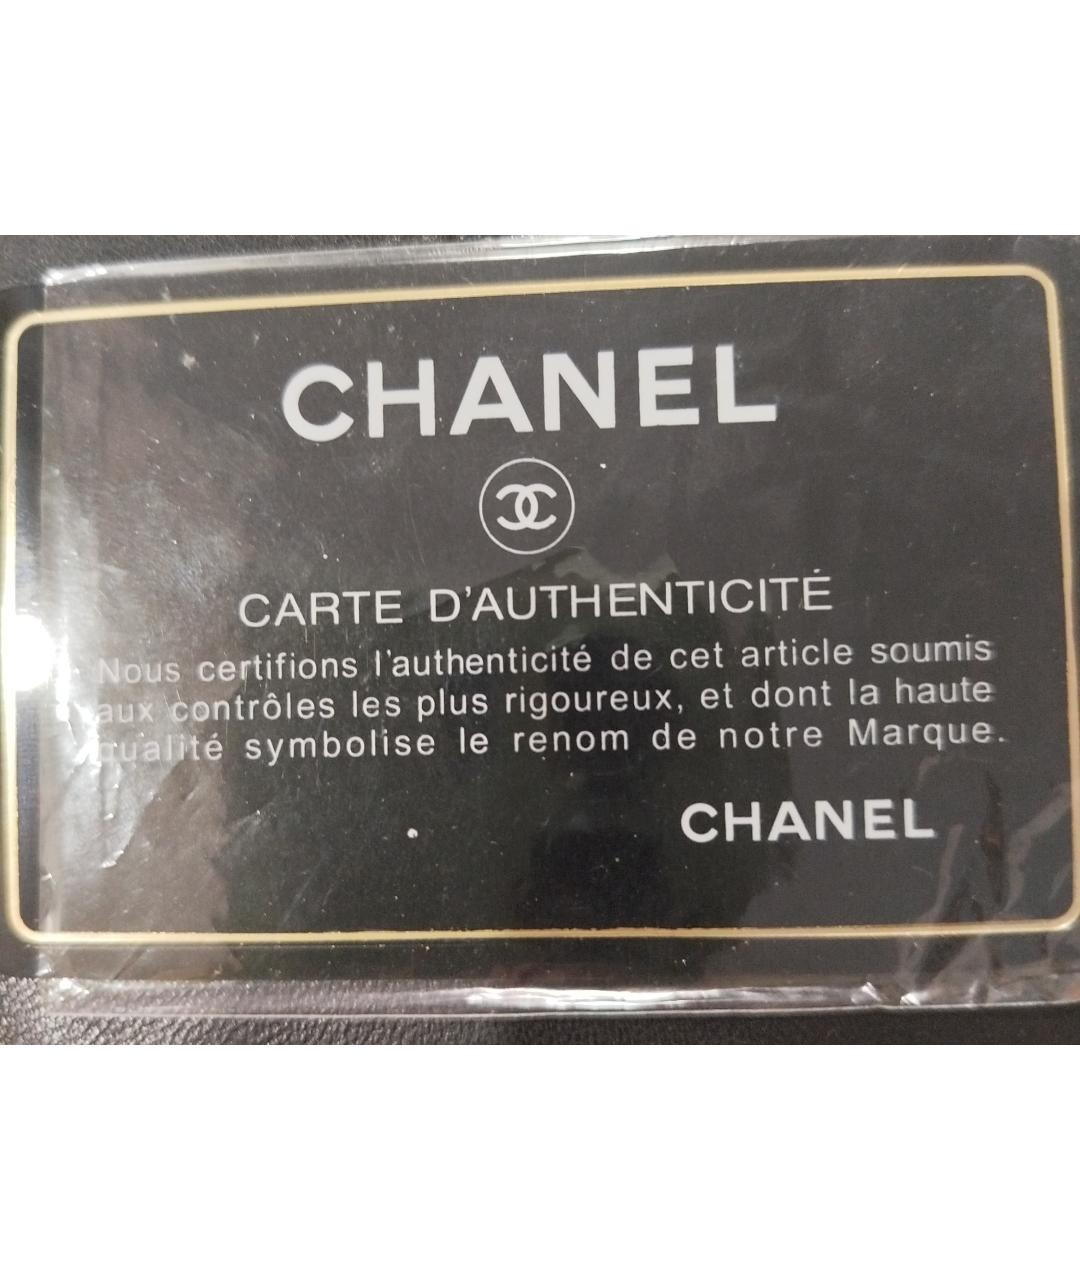 CHANEL
CARTE D'AUTHENTICITÉ
Nous certifions l'authenticité de cet article soumis
aux contrôles les plus rigoureux, et dont la haute
qualité symbolise le renom de notre Marque.
CHANEL